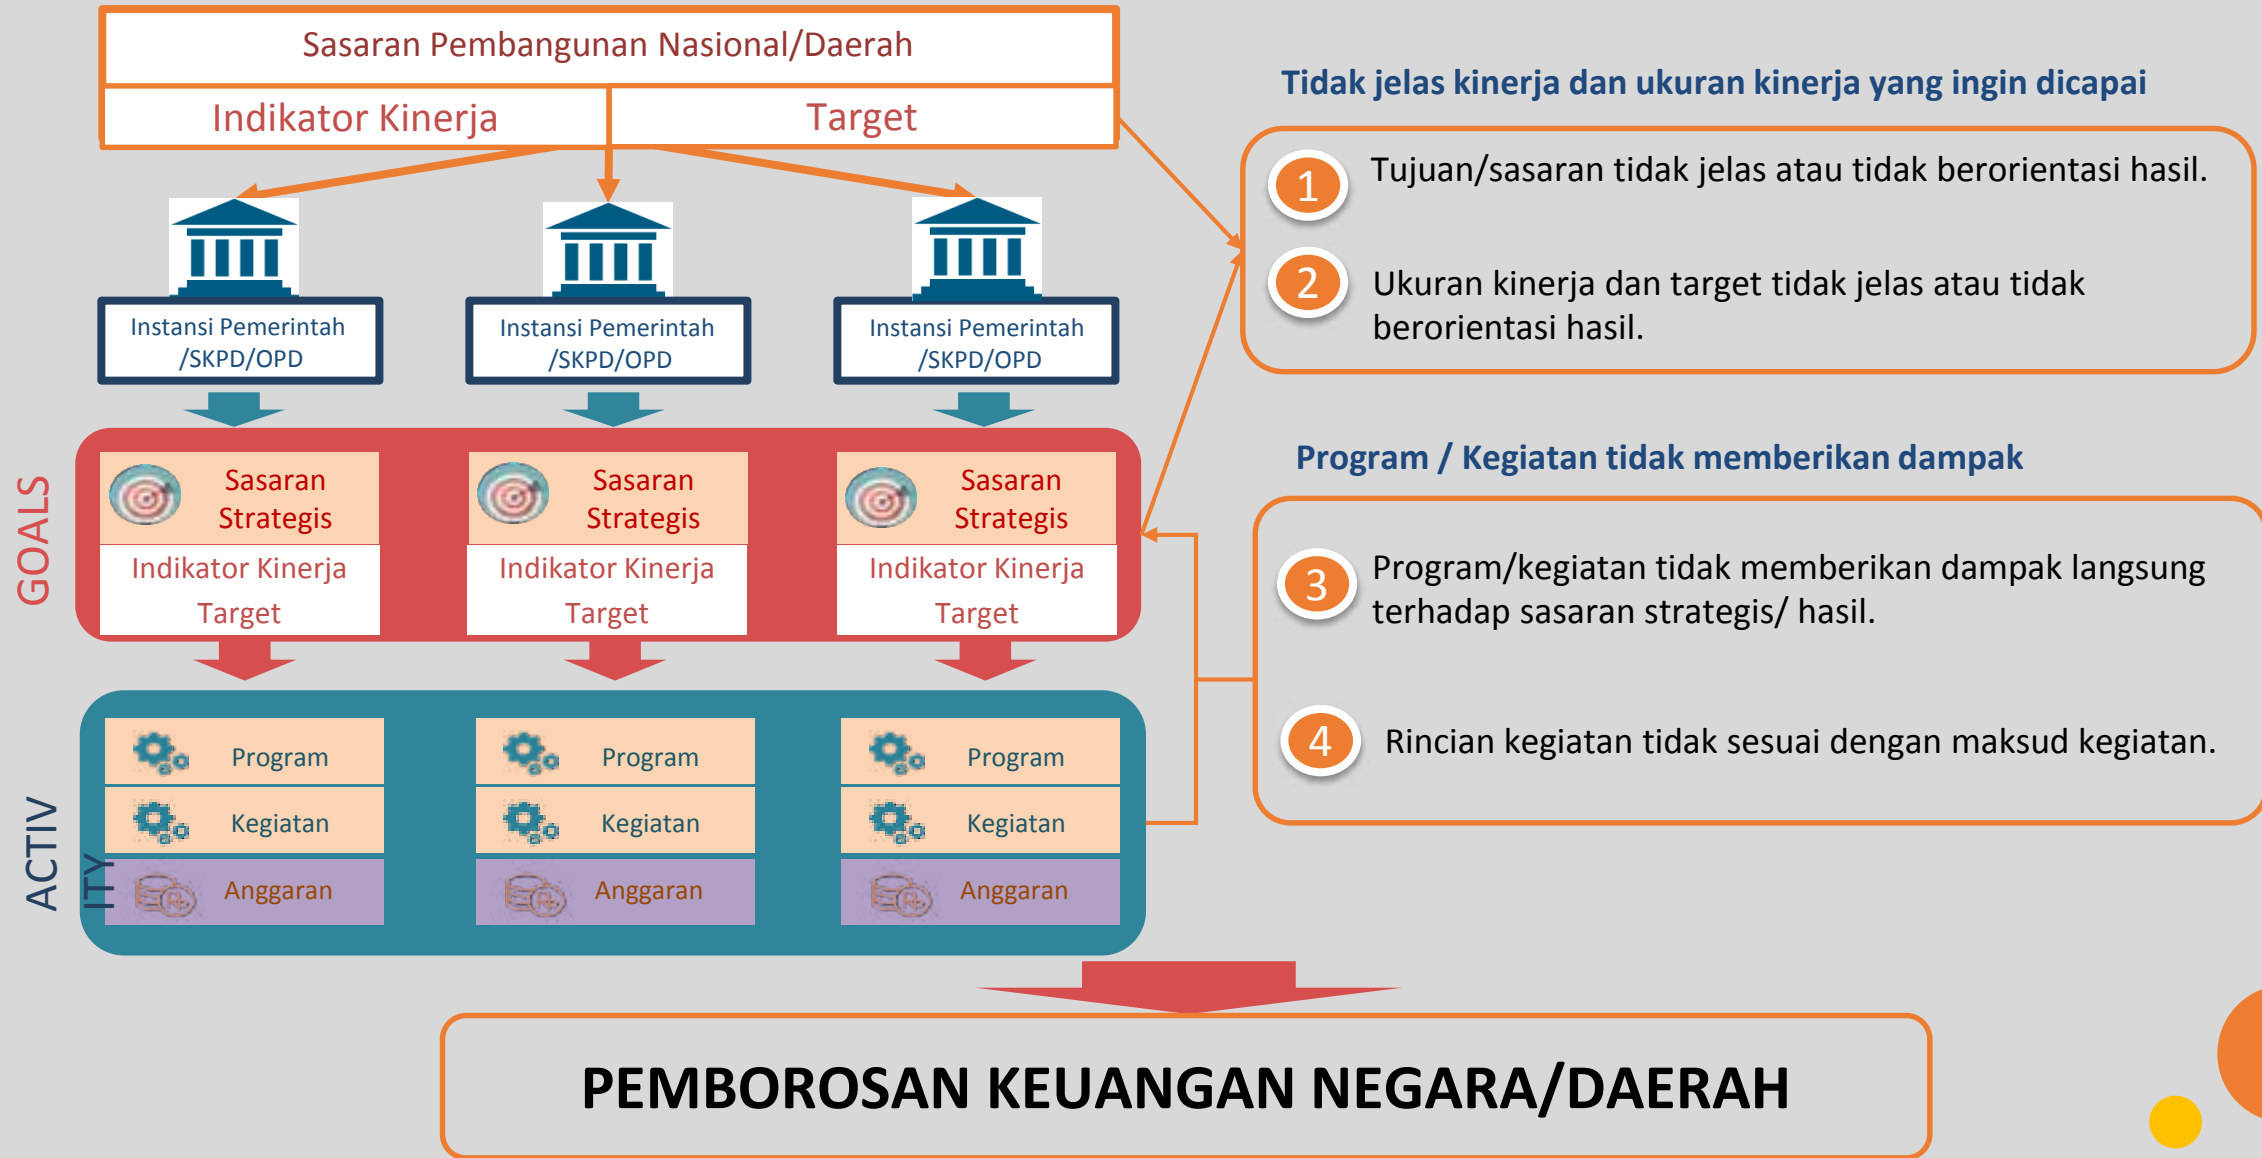 Sasaran Pembangunan Nasional/Daerah
Indikator Kinerja
Target
Instansi Pemerintah
/SKPD/OPD
Instansi Pemerintah
/SKPD/OPD
Instansi Pemerintah
/SKPD/OPD
GOALS
Sasaran
Strategis
Indikator Kinerja
Target
Sasaran
Strategis
Indikator Kinerja
Target
Sasaran
Strategis
Indikator Kinerja
Target
ACTIV
ITY
Program
Kegiatan
Anggaran
Program
Kegiatan
Anggaran
Program
Kegiatan
Anggaran
Tidak jelas kinerja dan ukuran kinerja yang ingin dicapai
1
Tujuan/sasaran tidak jelas atau tidak berorientasi hasil.
2
Ukuran kinerja dan target tidak jelas atau tidak
berorientasi hasil.
Program / Kegiatan tidak memberikan dampak
3
Program/kegiatan tidak memberikan dampak langsung
terhadap sasaran strategis/ hasil.
4
Rincian kegiatan tidak sesuai dengan maksud kegiatan.
PEMBOROSAN KEUANGAN NEGARA/DAERAH